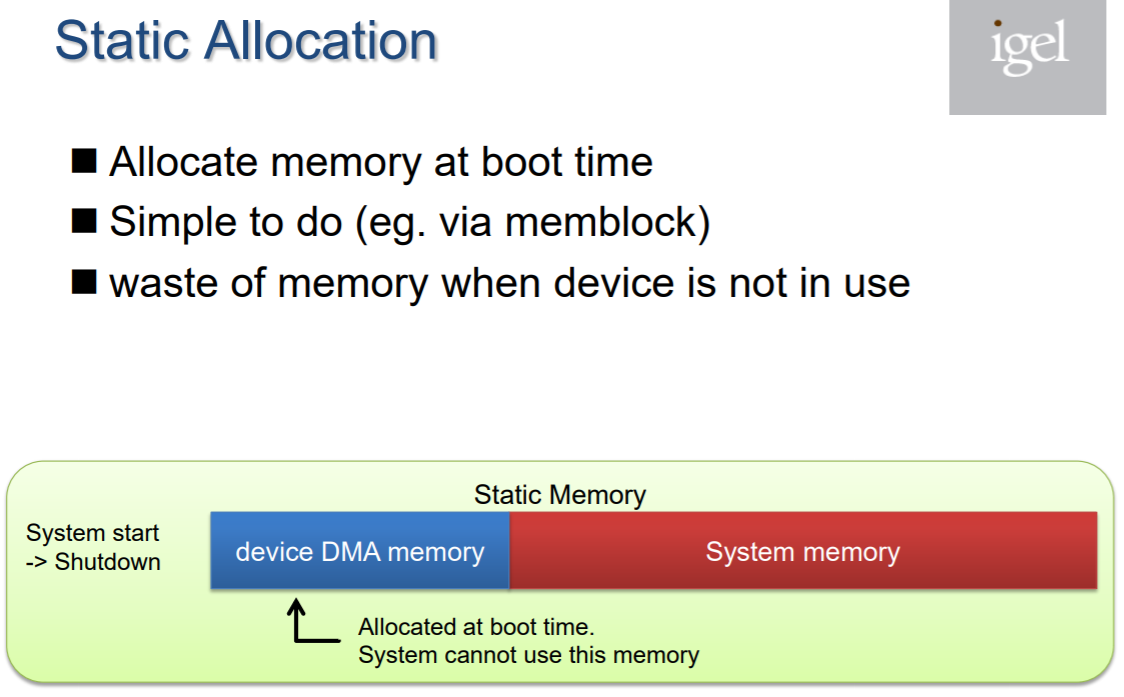 Static Allocation
igel
■ Allocate memory at boot time
■ Simple to do (eg. via memblock)
■ waste of memory when device is not in use
Static Memory
System start
-> Shutdown
device DMA memory
System memory
Allocated at boot time.
System cannot use this memory